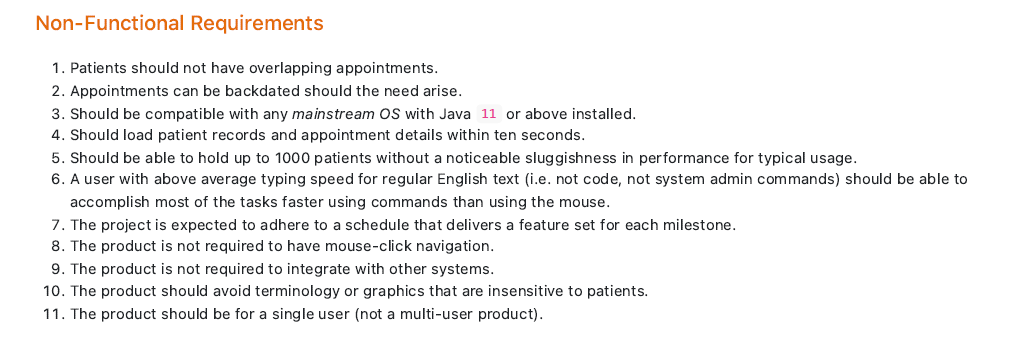 Non-Functional Requirements
1. Patients should not have overlapping appointments.
2. Appointments can be backdated should the need arise.
3. Should be compatible with any mainstream OS with Java 11 or above installed.
4. Should load patient records and appointment details within ten seconds.
5. Should be able to hold up to 1000 patients without a noticeable sluggishness in performance for typical usage.
6. A user with above average typing speed for regular English text (i.e. not code, not system admin commands) should be able to
accomplish most of the tasks faster using commands than using the mouse.
7. The project is expected to adhere to a schedule that delivers a feature set for each milestone.
8. The product is not required to have mouse-click navigation.
9. The product is not required to integrate with other systems.
10. The product should avoid terminology or graphics that are insensitive to patients.
11. The product should be for a single user (not a multi-user product).